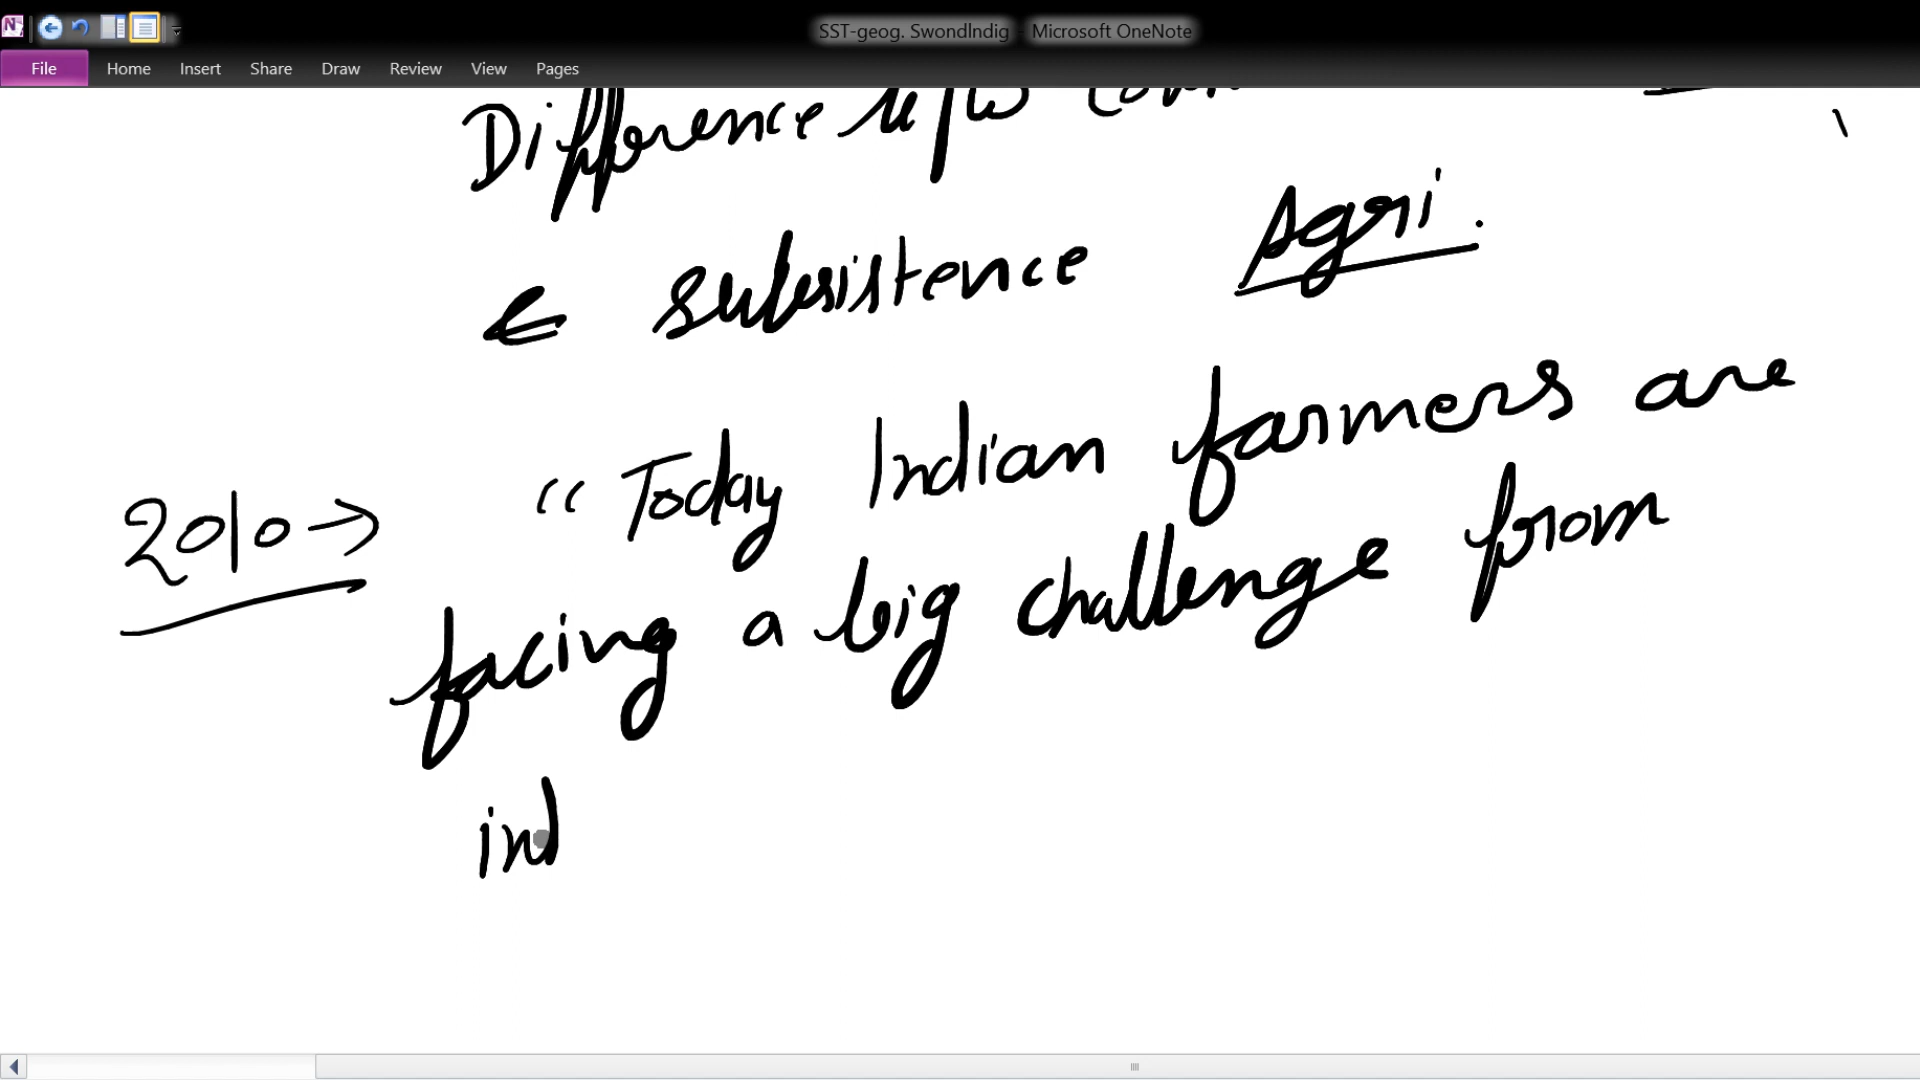 SST-geog. SwondIndig - Microsoft OneNote
File Home Insert Share Draw Review View Pages
Difference b/w
& subsistence Agri.
2010 → "Today Indian farmers are
facing a big challenge from
ind